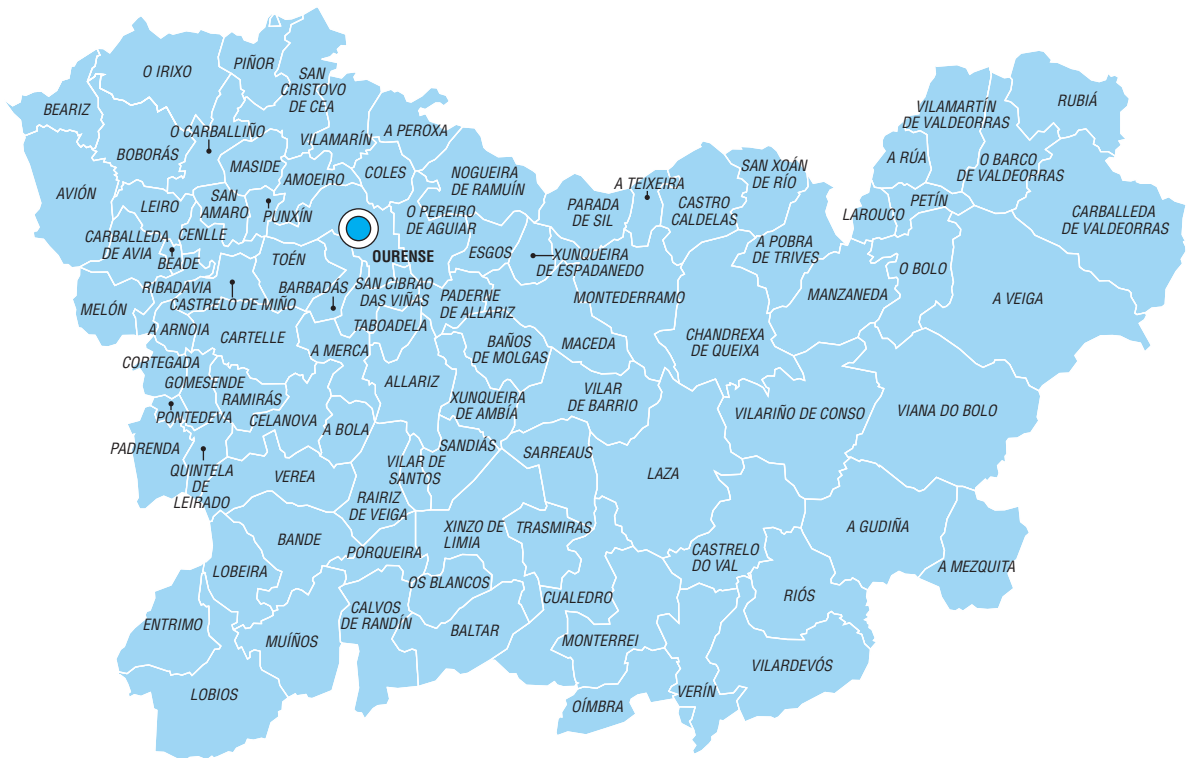 O IRIXO
PIÑOR
SAN
CRISTOVO
DE CEA
BEARIZ
O CARBALLIÑO
VILAMARÍN
A PEROXA
BOBORÁS
MASIDE
AMOEIRO
COLES
NOGUEIRA
DE RAMUÍN
AVIÓN
LEIRO
SAN
AMARO
PUNXÍN
CENLLE
CARBALLEDA
DE AVIA
BEADE
TOÉN
OURENSE
O PEREIRO
DE AGUIAR
ESGOS
XUNQUEIRA
DE ESPADANEDO
PARADA
DE SIL
A TEIXEIRA
CASTRO
CALDELAS
SAN XOÁN
DE RÍO
A POBRA
DE TRIVES
VILAMARTÍN
DE VALDEORRAS
RUBIÁ
A RÚA
O BARCO
DE VALDEORRAS
PETÍN
LAROUCO
CARBALLEDA
DE VALDEORRAS
O BOLO
A VEIGA
MANZANEDA
MELÓN
RIBADAVIA
CASTRELO DE MIÑO
BARBADÁS
SAN CIBRAO
DAS VIÑAS
PADERNE
DE ALLARIZ
MONTEDERRAMO
A ARNOIA
CARTELLE
A MERCA
TABOADELA
BAÑOS
DE MOLGAS
MACEDA
CHANDREXA
DE QUEIXA
CORTEGADA
GOMESENDE
RAMIRÁS
ALLARIZ
XUNQUEIRA
DE AMBÍA
VILAR
DE BARRIO
VILARIÑO DE CONSO
VIANA DO BOLO
PONTEDEVA
CELANOVA
A BOLA
PADRENDA
QUINTELA
DE
LEIRADO
VEREA
VILAR DE
SANTOS
SANDIÁS
SARREAUS
LAZA
RAIRIZ
DE VEIGA
BANDE
PORQUEIRA
XINZO DE
LIMIA
TRASMIRAS
CASTRELO
DO VAL
A GUDIÑA
A MEZQUITA
LOBEIRA
OS BLANCOS
CUALEDRO
RIÓS
ENTRIMO
MUÍÑOS
CALVOS
DE RANDÍN
BALTAR
MONTERREI
VILARDEVÓS
LOBIOS
OÍMBRA
VERÍN